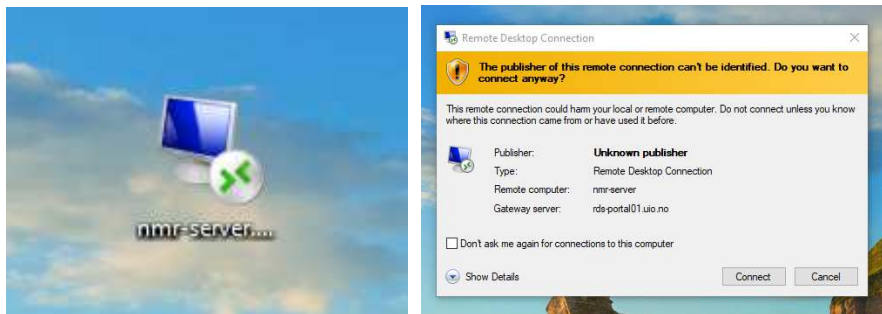 nmr-server....
Remote Desktop Connection
The publisher of this remote connection can't be identified. Do you want to
connect anyway?
This remote connection could harm your local or remote computer. Do not connect unless you know
where this connection came from or have used it before.
Publisher: Unknown publisher
Type: Remote Desktop Connection
Remote computer: nmr-server
Gateway server: rds-portal01.uio.no
Don't ask me again for connections to this computer
Show Details Connect Cancel